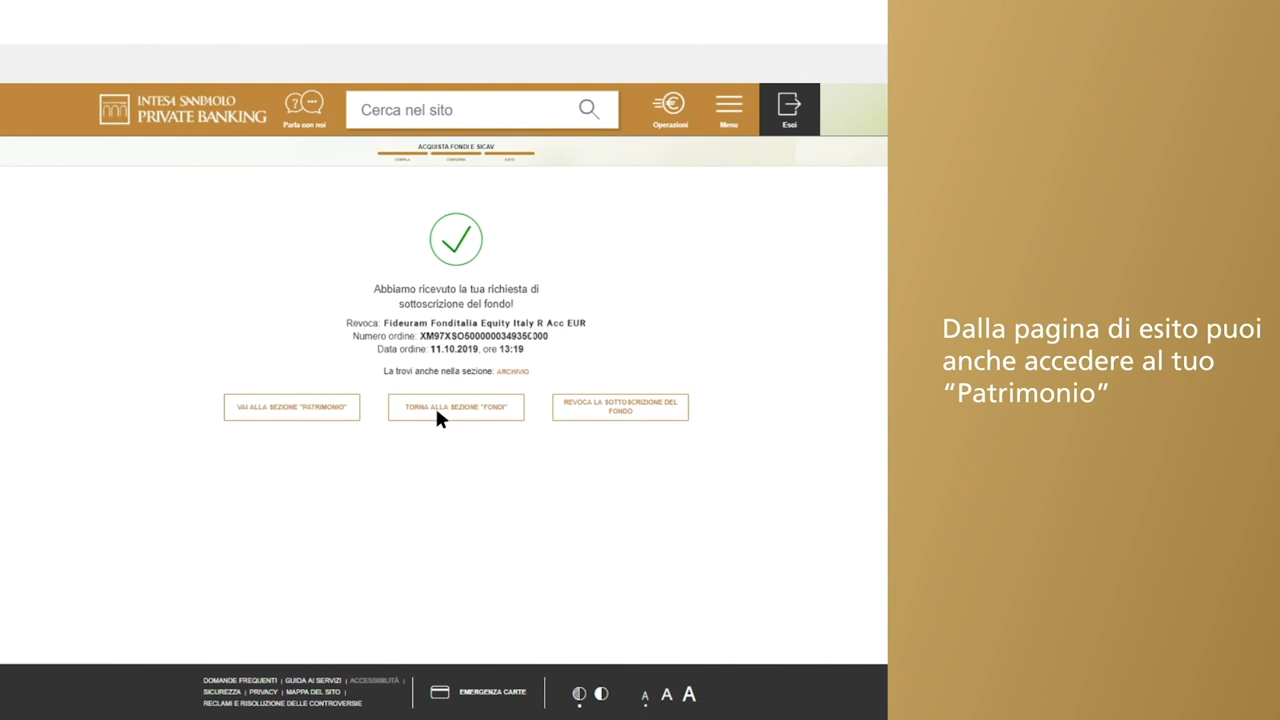 INTESA SANPAOLO
PRIVATE BANKING
Parla con noi
Cerca nel sito
Operazioni
Menu
Esci
ACQUISTA FONDI E SICAV
COMPILA
CONFERMA
ESITO
Abbiamo ricevuto la tua richiesta di
sottoscrizione del fondo!
Revoca: Fideuram Fonditalia Equity Italy R Acc EUR
Numero ordine: XM97XSO5000000034935C000
Data ordine: 11.10.2019, ore 13:19
La trovi anche nella sezione: ARCHIVIO
VAI ALLA SEZIONE "PATRIMONIO"
TORNA ALLA SEZIONE "FONDI"
REVOCA LA SOTTOSCRIZIONE DEL
FONDO
Dalla pagina di esito puoi
anche accedere al tuo
“Patrimonio”
DOMANDE FREQUENTI | GUIDA AI SERVIZI | ACCESSIBILITÀ |
SICUREZZA | PRIVACY | MAPPA DEL SITO |
RECLAMI E RISOLUZIONE DELLE CONTROVERSIE
EMERGENZA CARTE
A A A